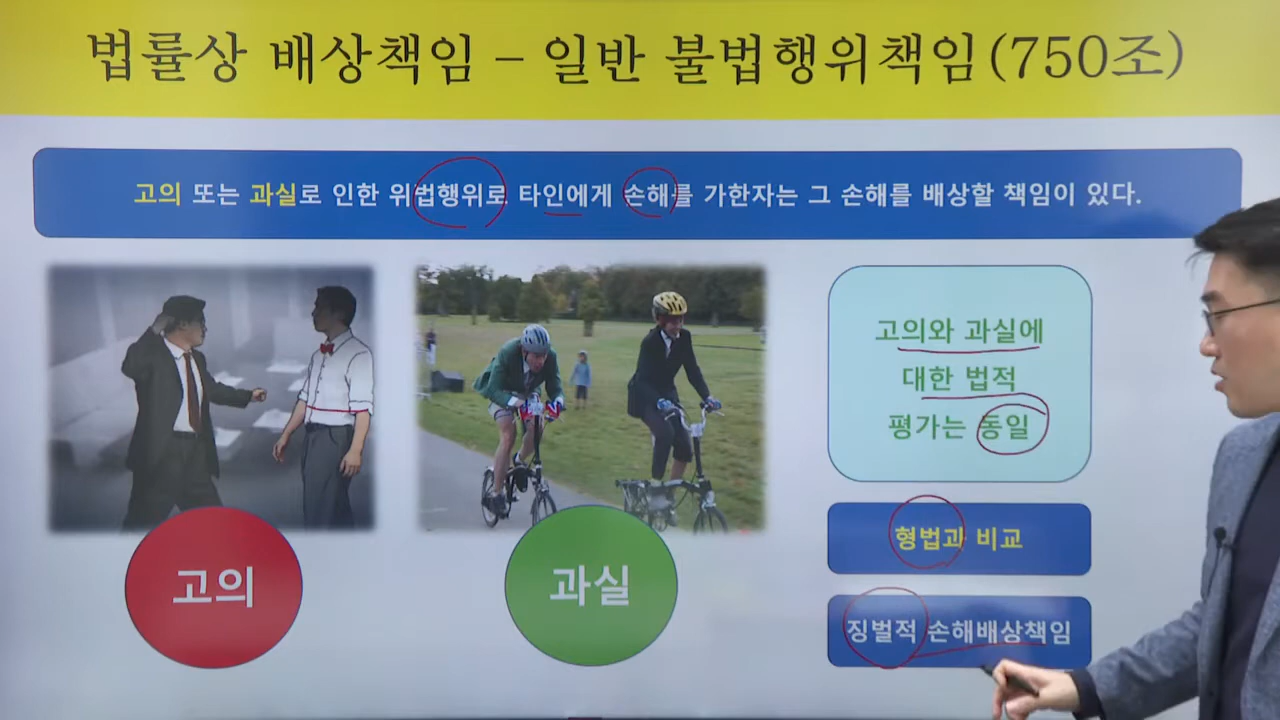 법률상 배상책임 – 일반 불법행위책임(750조)
고의 또는 과실로 인한 위법행위로 타인에게 손해를 가한자는 그 손해를 배상할 책임이 있다.
고의와 과실에
대한 법적
평가는 동일
형법과 비교
징벌적 손해배상책임
고의
과실